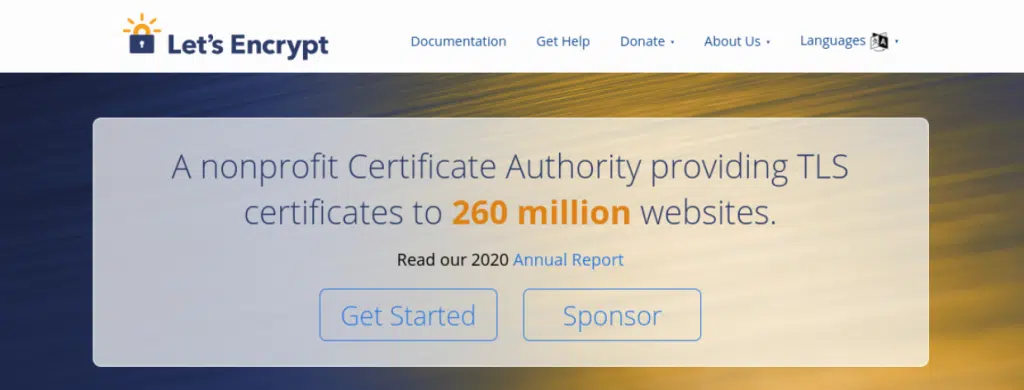 Let's Encrypt
Documentation
Get Help
Donate
About Us
Languages
A nonprofit Certificate Authority providing TLS
certificates to 260 million websites.
Read our 2020 Annual Report
Get Started
Sponsor